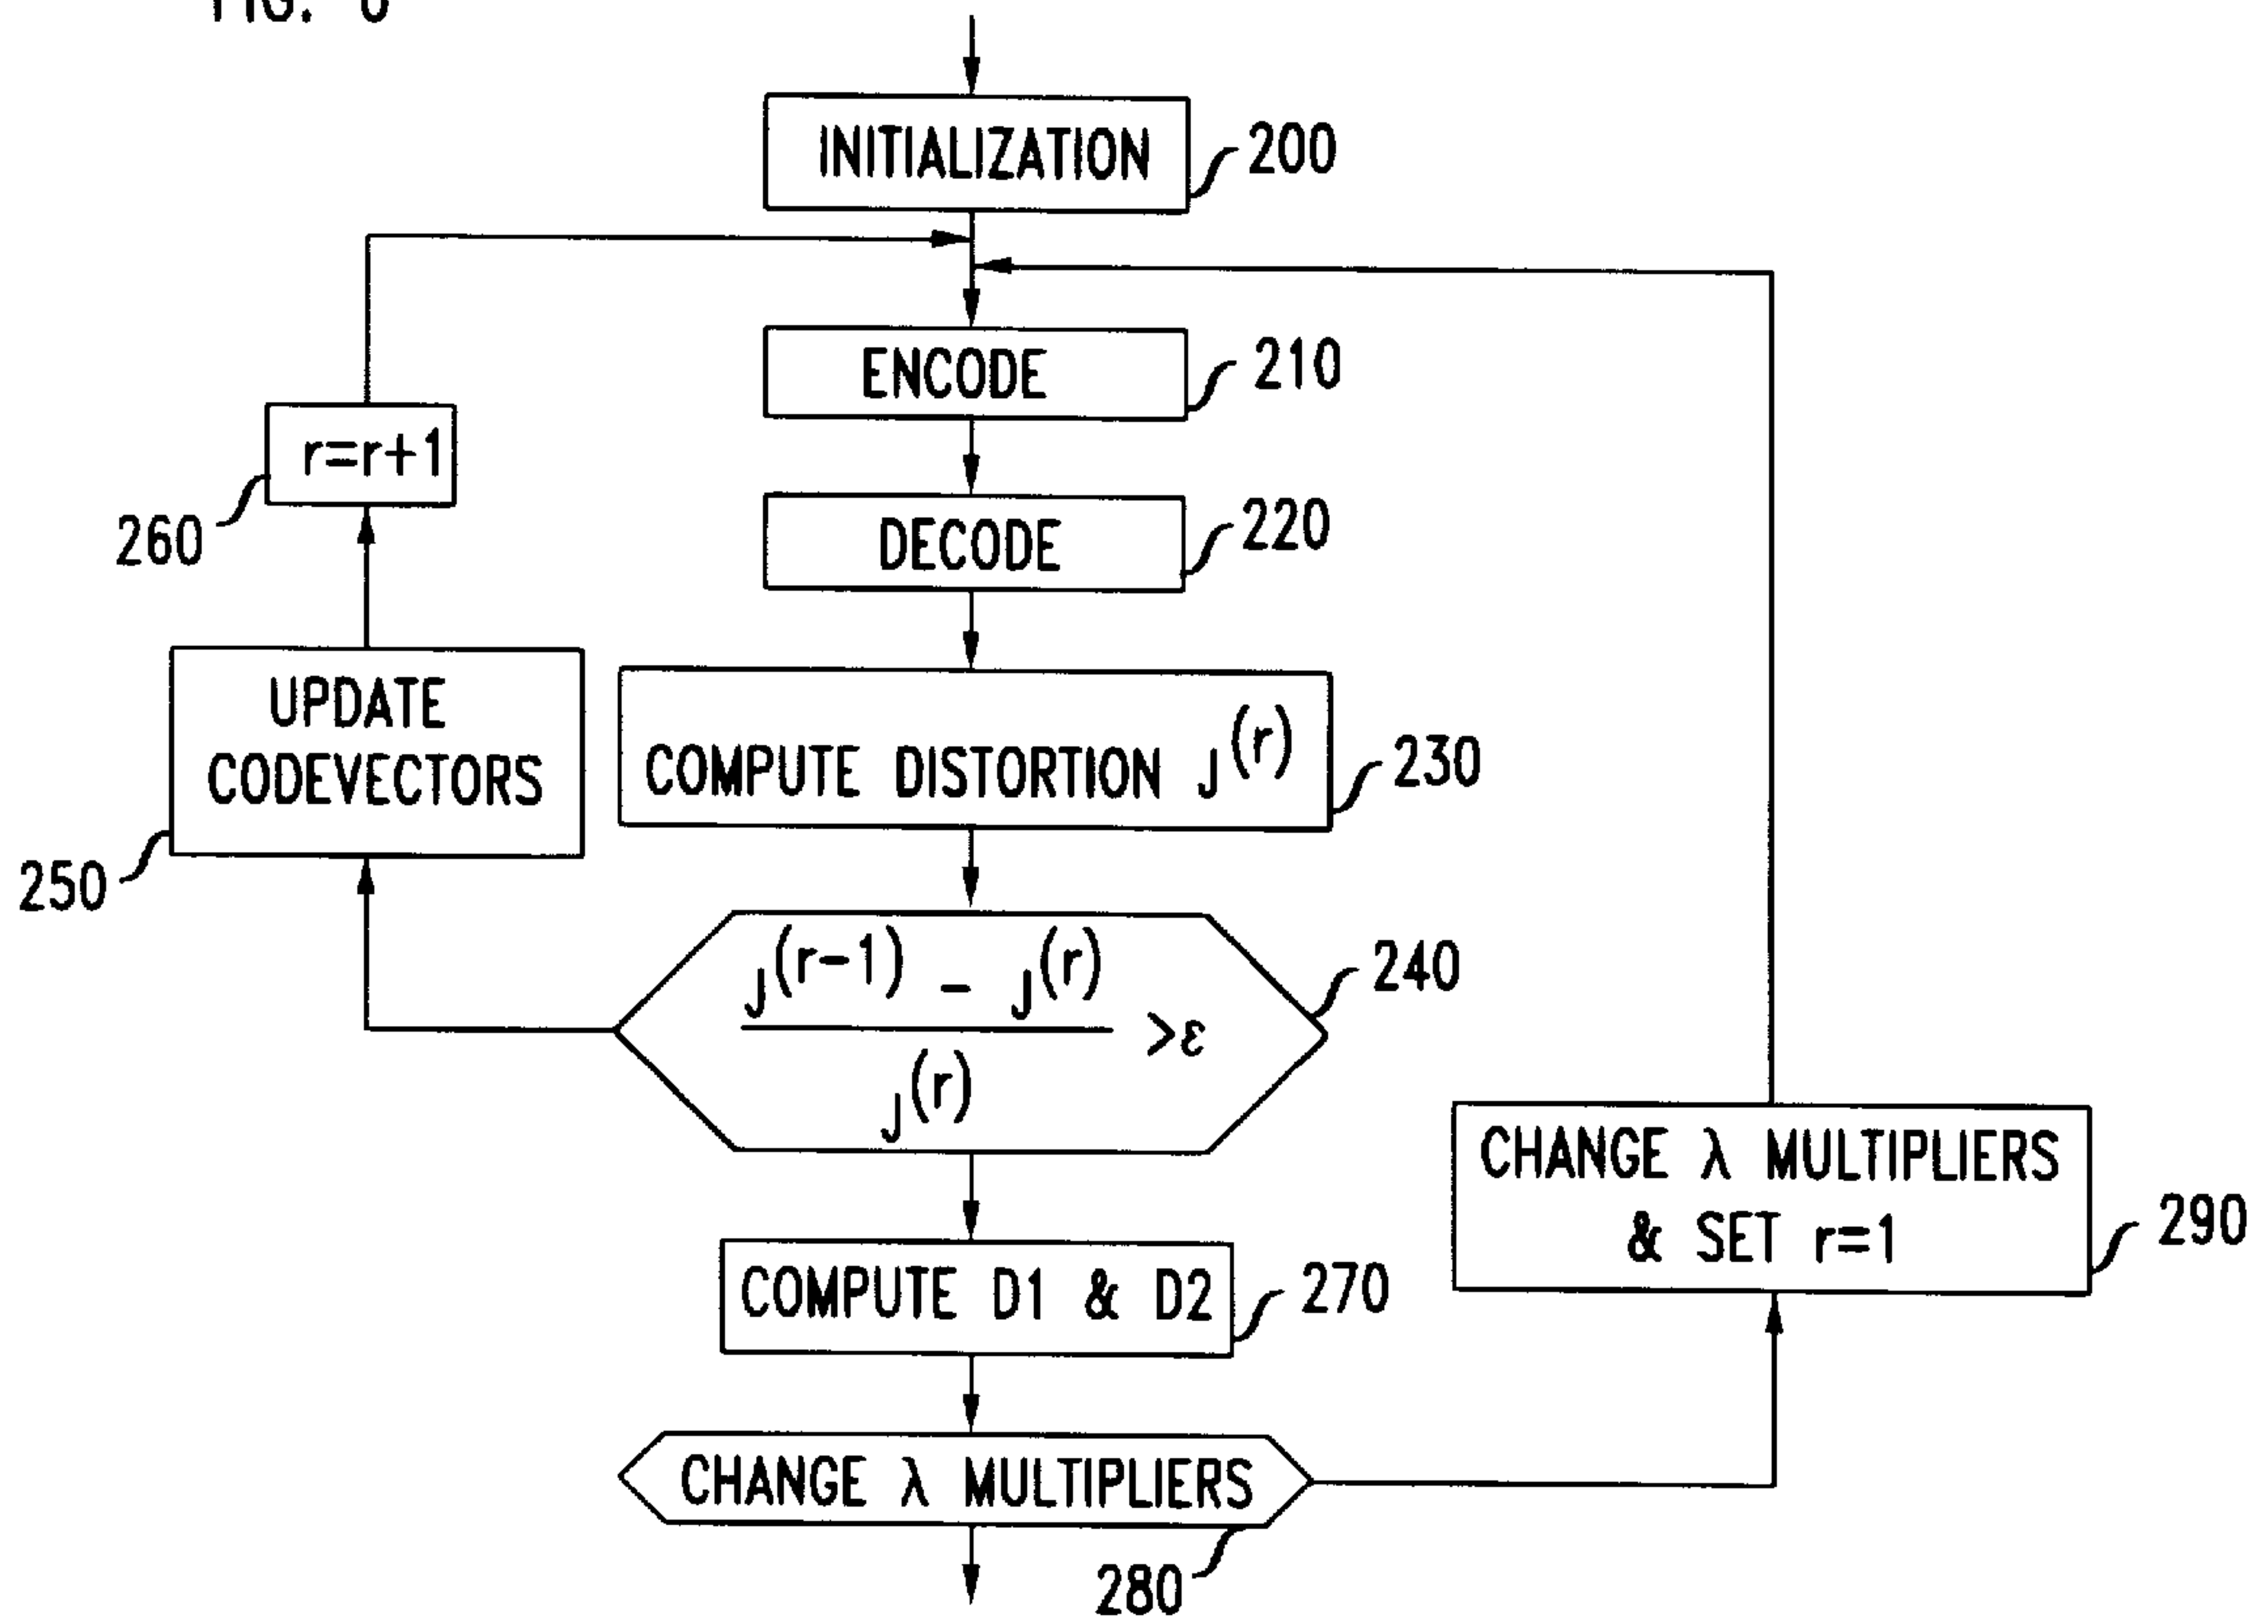 INITIALIZATION
200
ENCODE
210
r=r+1
260
DECODE
220
UPDATE
CODEVECTORS
250
COMPUTE DISTORTION J^(r)
230
J^(r-1) - J^(r)
>ε
J^(r)
240
CHANGE λ MULTIPLIERS
& SET r=1
290
COMPUTE D1 & D2
270
CHANGE λ MULTIPLIERS
280